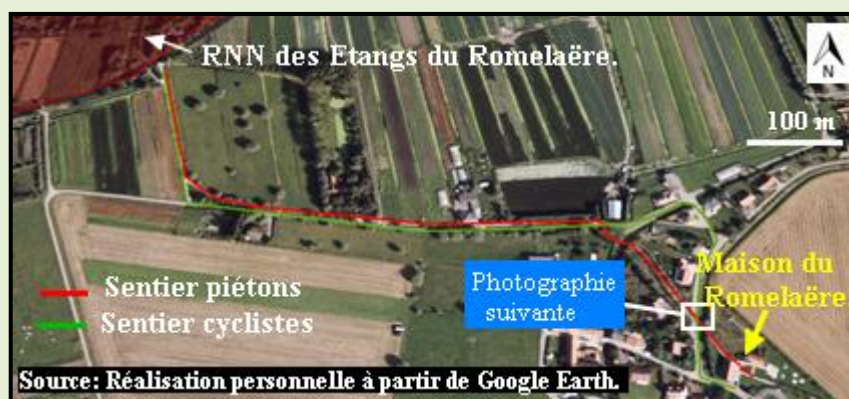 RNN des Etangs du Romelaëre.
N
100 m
Sentier piétons
Sentier cyclistes
Photographie
suivante
Maison du
Romelaëre
Source: Réalisation personnelle à partir de Google Earth.